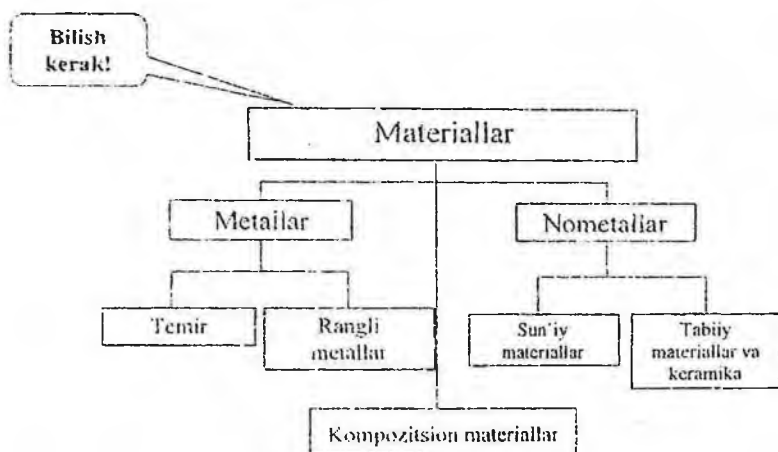 Bilish
kerak!
Materiallar
Metallar
Nometallar
Temir
Rangli
metallar
Sun'iy
materiallar
Tabiiy
materiallar va
keramika
Kompozitsion materiallar